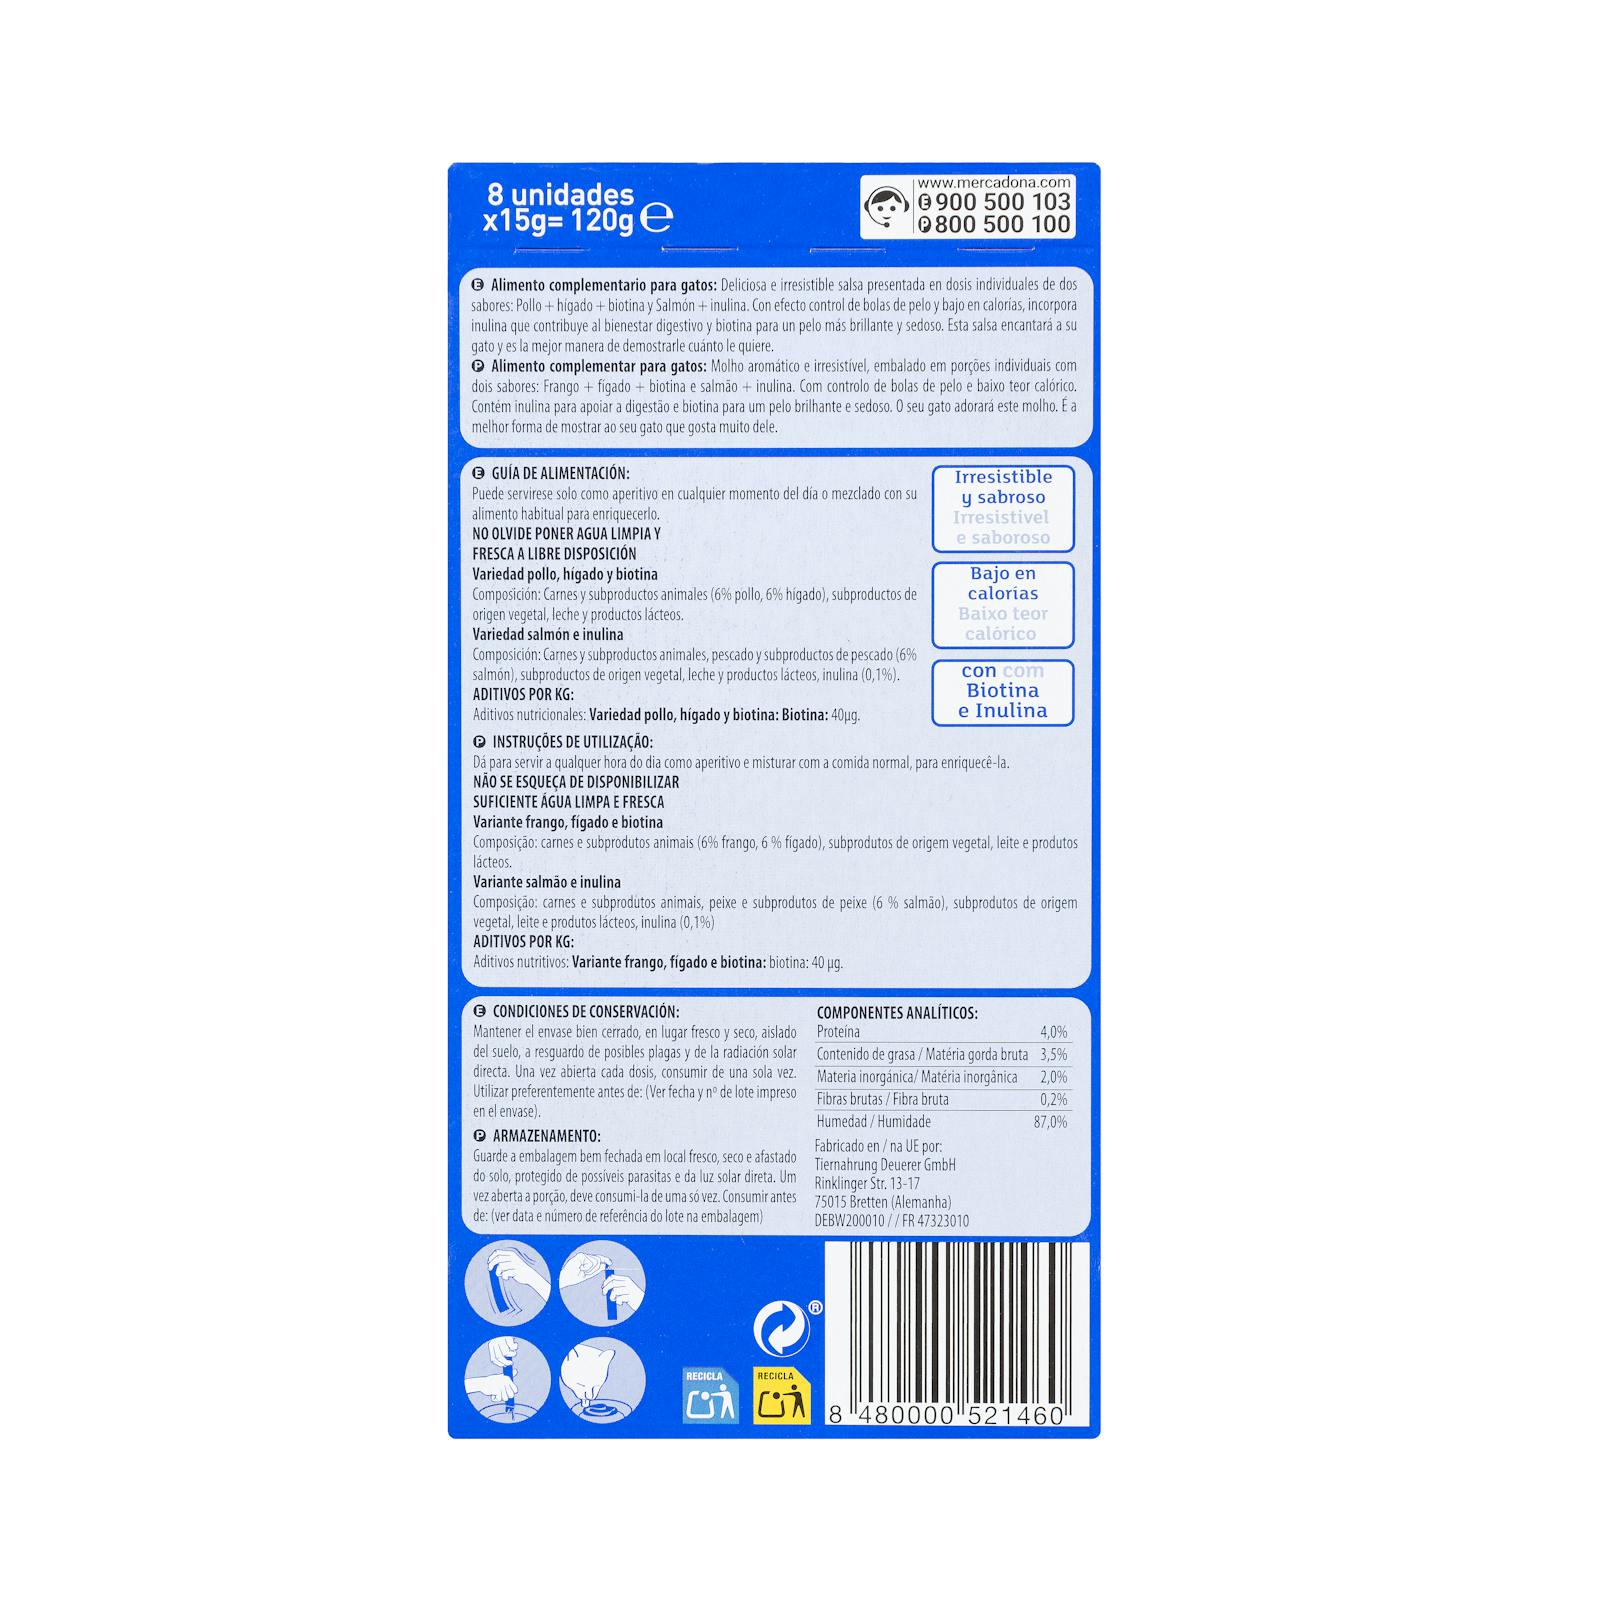 8 unidades
x15g= 120g ℮
www.mercadona.com
E 900 500 103
P 800 500 100
E Alimento complementario para gatos: Deliciosa e irresistible salsa presentada en dosis individuales de dos
sabores: Pollo + hígado + biotina y Salmón + inulina. Con efecto control de bolas de pelo y bajo en calorías, incorpora
inulina que contribuye al bienestar digestivo y biotina para un pelo más brillante y sedoso. Esta salsa encantará a su
gato y es la mejor manera de demostrarle cuánto le quiere.
P Alimento complementar para gatos: Molho aromático e irresistível, embalado em porções individuais com
dois sabores: Frango + fígado + biotina e salmão + inulina. Com controlo de bolas de pelo e baixo teor calórico.
Contém inulina para apoiar a digestão e biotina para um pelo brilhante e sedoso. O seu gato adorará este molho. É a
melhor forma de mostrar ao seu gato que gosta muito dele.
E GUÍA DE ALIMENTACIÓN:
Puede servirese solo como aperitivo en cualquier momento del día o mezclado con su
alimento habitual para enriquecerlo.
NO OLVIDE PONER AGUA LIMPIA Y
FRESCA A LIBRE DISPOSICIÓN
Variedad pollo, hígado y biotina
Composición: Carnes y subproductos animales (6% pollo, 6% hígado), subproductos de
origen vegetal, leche y productos lácteos.
Variedad salmón e inulina
Composición: Carnes y subproductos animales, pescado y subproductos de pescado (6%
salmón), subproductos de origen vegetal, leche y productos lácteos, inulina (0,1%).
ADITIVOS POR KG:
Aditivos nutricionales: Variedad pollo, hígado y biotina: Biotina: 40µg.
Irresistible
y sabroso
Irresistivel
e saboroso
Bajo en
calorías
Baixo teor
calórico
con com
Biotina
e Inulina
P INSTRUÇÕES DE UTILIZAÇÃO:
Dá para servir a qualquer hora do dia como aperitivo e misturar com a comida normal, para enriquecê-la.
NÃO SE ESQUEÇA DE DISPONIBILIZAR
SUFICIENTE ÁGUA LIMPA E FRESCA
Variante frango, fígado e biotina
Composição: carnes e subprodutos animais (6% frango, 6 % fígado), subprodutos de origem vegetal, leite e produtos
lácteos.
Variante salmão e inulina
Composição: carnes e subprodutos animais, peixe e subprodutos de peixe (6 % salmão), subprodutos de origem
vegetal, leite e produtos lácteos, inulina (0,1%)
ADITIVOS POR KG:
Aditivos nutritivos: Variante frango, fígado e biotina: biotina: 40 µg.
E CONDICIONES DE CONSERVACIÓN:
Mantener el envase bien cerrado, en lugar fresco y seco, aislado
del suelo, a resguardo de posibles plagas y de la radiación solar
directa. Una vez abierta cada dosis, consumir de una sola vez.
Utilizar preferentemente antes de: (Ver fecha y nº de lote impreso
en el envase).
P ARMAZENAMENTO:
Guarde a embalagem bem fechada em local fresco, seco e afastado
do solo, protegido de possíveis parasitas e da luz solar direta. Um
vez aberta a porção, deve consumi-la de uma só vez. Consumir antes
de: (ver data e número de referência do lote na embalagem)
COMPONENTES ANALÍTICOS:
Proteína 4,0%
Contenido de grasa / Matéria gorda bruta 3,5%
Materia inorgánica/ Matéria inorgânica 2,0%
Fibras brutas / Fibra bruta 0,2%
Humedad / Humidade 87,0%
Fabricado en / na UE por:
Tiernahrung Deuerer GmbH
Rinklinger Str. 13-17
75015 Bretten (Alemanha)
DEBW200010 // FR 47323010
®
RECICLA
RECICLA
8 480000 521460